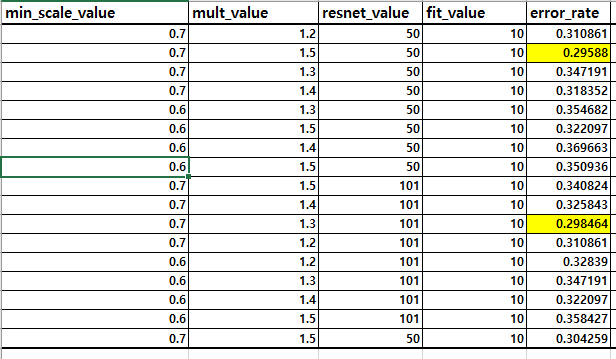 min_scale_value mult_value resnet_value fit_value error_rate
0.7 1.2 50 10 0.310861
0.7 1.5 50 10 0.29588
0.7 1.3 50 10 0.347191
0.7 1.4 50 10 0.318352
0.6 1.3 50 10 0.354682
0.6 1.5 50 10 0.322097
0.6 1.4 50 10 0.369663
0.6 1.5 50 10 0.350936
0.7 1.5 101 10 0.340824
0.7 1.4 101 10 0.325843
0.7 1.3 101 10 0.298464
0.7 1.2 101 10 0.310861
0.6 1.2 101 10 0.32839
0.6 1.3 101 10 0.347191
0.6 1.4 101 10 0.322097
0.6 1.5 101 10 0.358427
0.7 1.5 50 10 0.304259